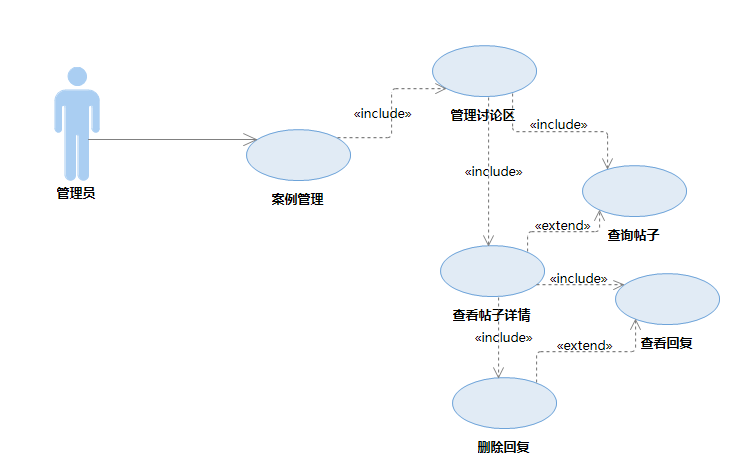 «include»
管理讨论区
«include»
管理员
案例管理
«include»
«extend»
查询帖子
«include»
查看帖子详情
«include»
查看回复
«extend»
删除回复